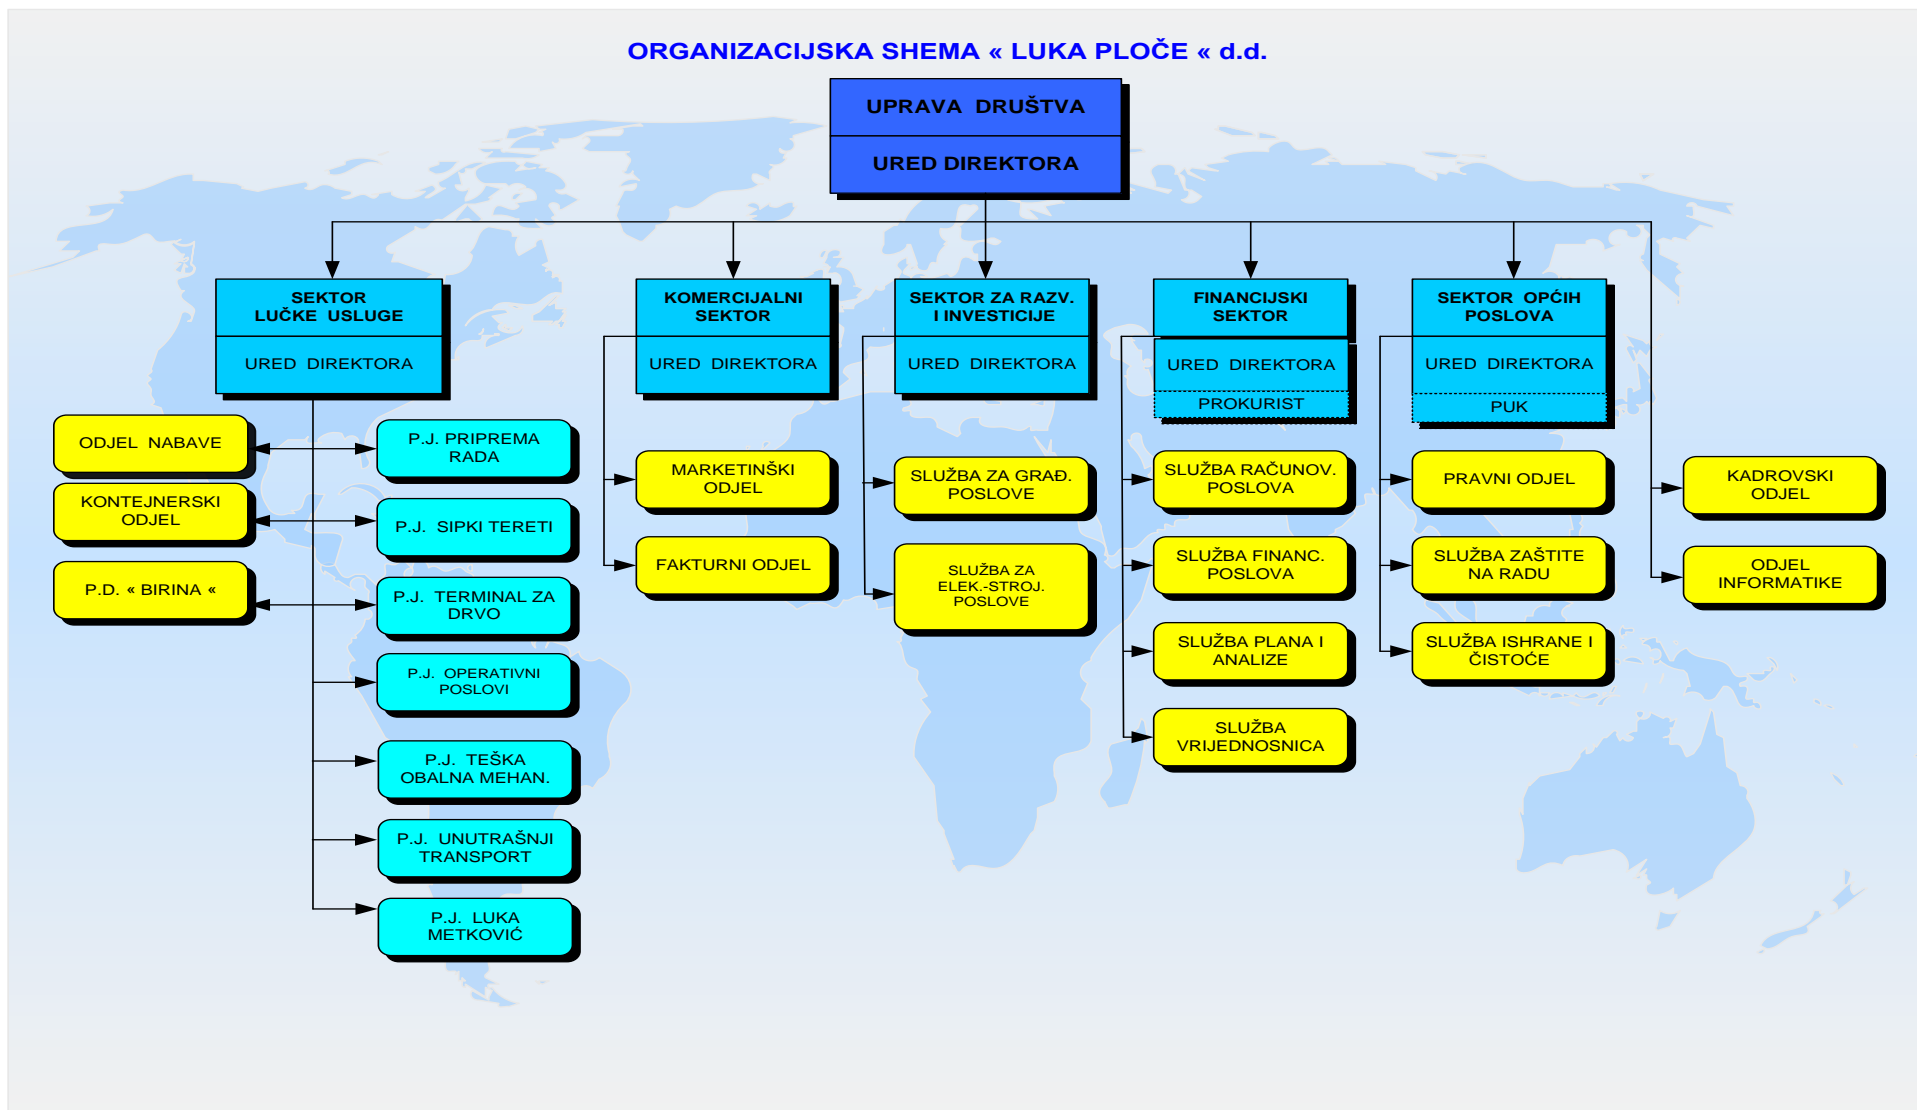 ORGANIZACIJSKA SHEMA « LUKA PLOČE « d.d.
UPRAVA DRUŠTVA
URED DIREKTORA
SEKTOR
LUČKE USLUGE
URED DIREKTORA
KOMERCIJALNI
SEKTOR
URED DIREKTORA
SEKTOR ZA RAZV.
I INVESTICIJE
URED DIREKTORA
FINANCIJSKI
SEKTOR
URED DIREKTORA
PROKURIST
SEKTOR OPĆIH
POSLOVA
URED DIREKTORA
PUK
ODJEL NABAVE
KONTEJNERSKI
ODJEL
P.D. « BIRINA «
P.J. PRIPREMA
RADA
P.J. SIPKI TERETI
P.J. TERMINAL ZA
DRVO
P.J. OPERATIVNI
POSLOVI
P.J. TEŠKA
OBALNA MEHAN.
P.J. UNUTRAŠNJI
TRANSPORT
P.J. LUKA
METKOVIĆ
MARKETINŠKI
ODJEL
FAKTURNI ODJEL
SLUŽBA ZA GRAĐ.
POSLOVE
SLUŽBA ZA
ELEK.-STROJ.
POSLOVE
SLUŽBA RAČUNOV.
POSLOVA
SLUŽBA FINANC.
POSLOVA
SLUŽBA PLANA I
ANALIZE
SLUŽBA
VRIJEDNOSNICA
PRAVNI ODJEL
SLUŽBA ZAŠTITE
NA RADU
SLUŽBA ISHRANE I
ČISTOĆE
KADROVSKI
ODJEL
ODJEL
INFORMATIKE